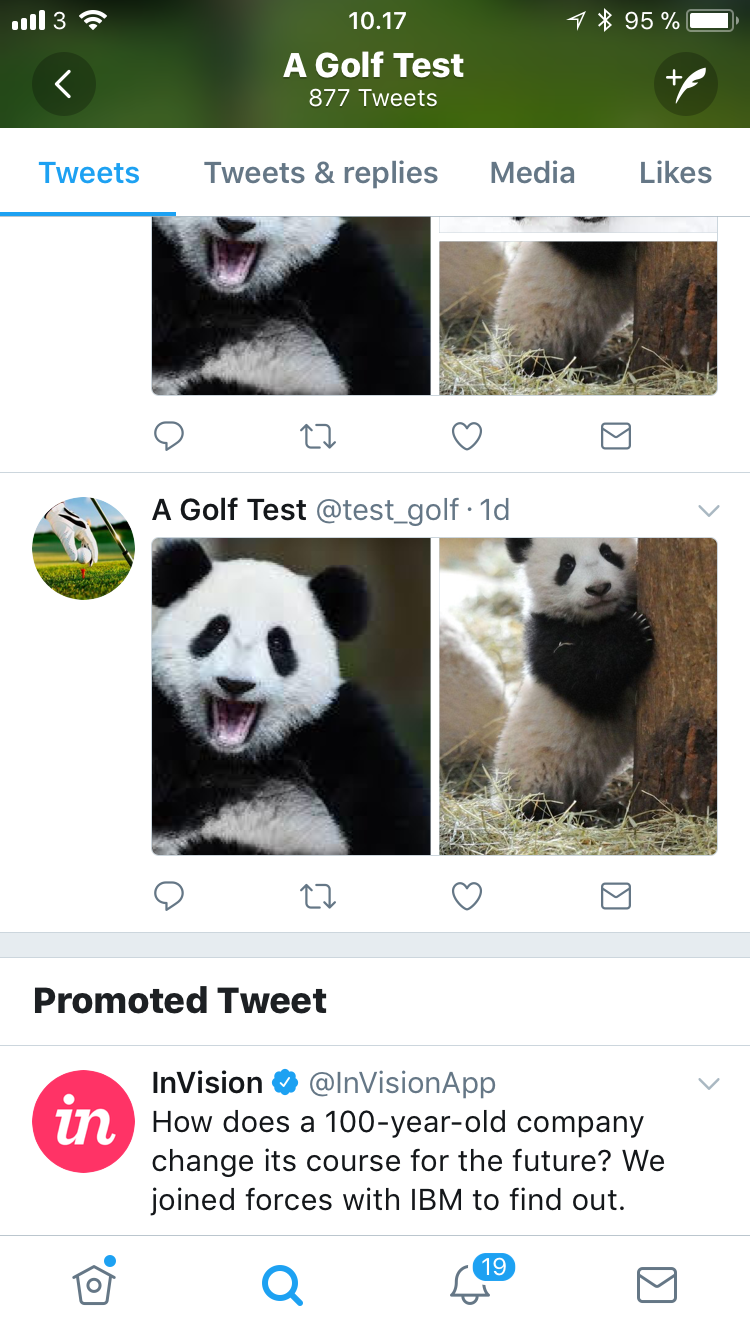 3 10.17 95 %
A Golf Test
877 Tweets
Tweets Tweets & replies Media Likes
A Golf Test @test_golf · 1d
Promoted Tweet
in
InVision @InVisionApp
How does a 100-year-old company
change its course for the future? We
joined forces with IBM to find out.
19